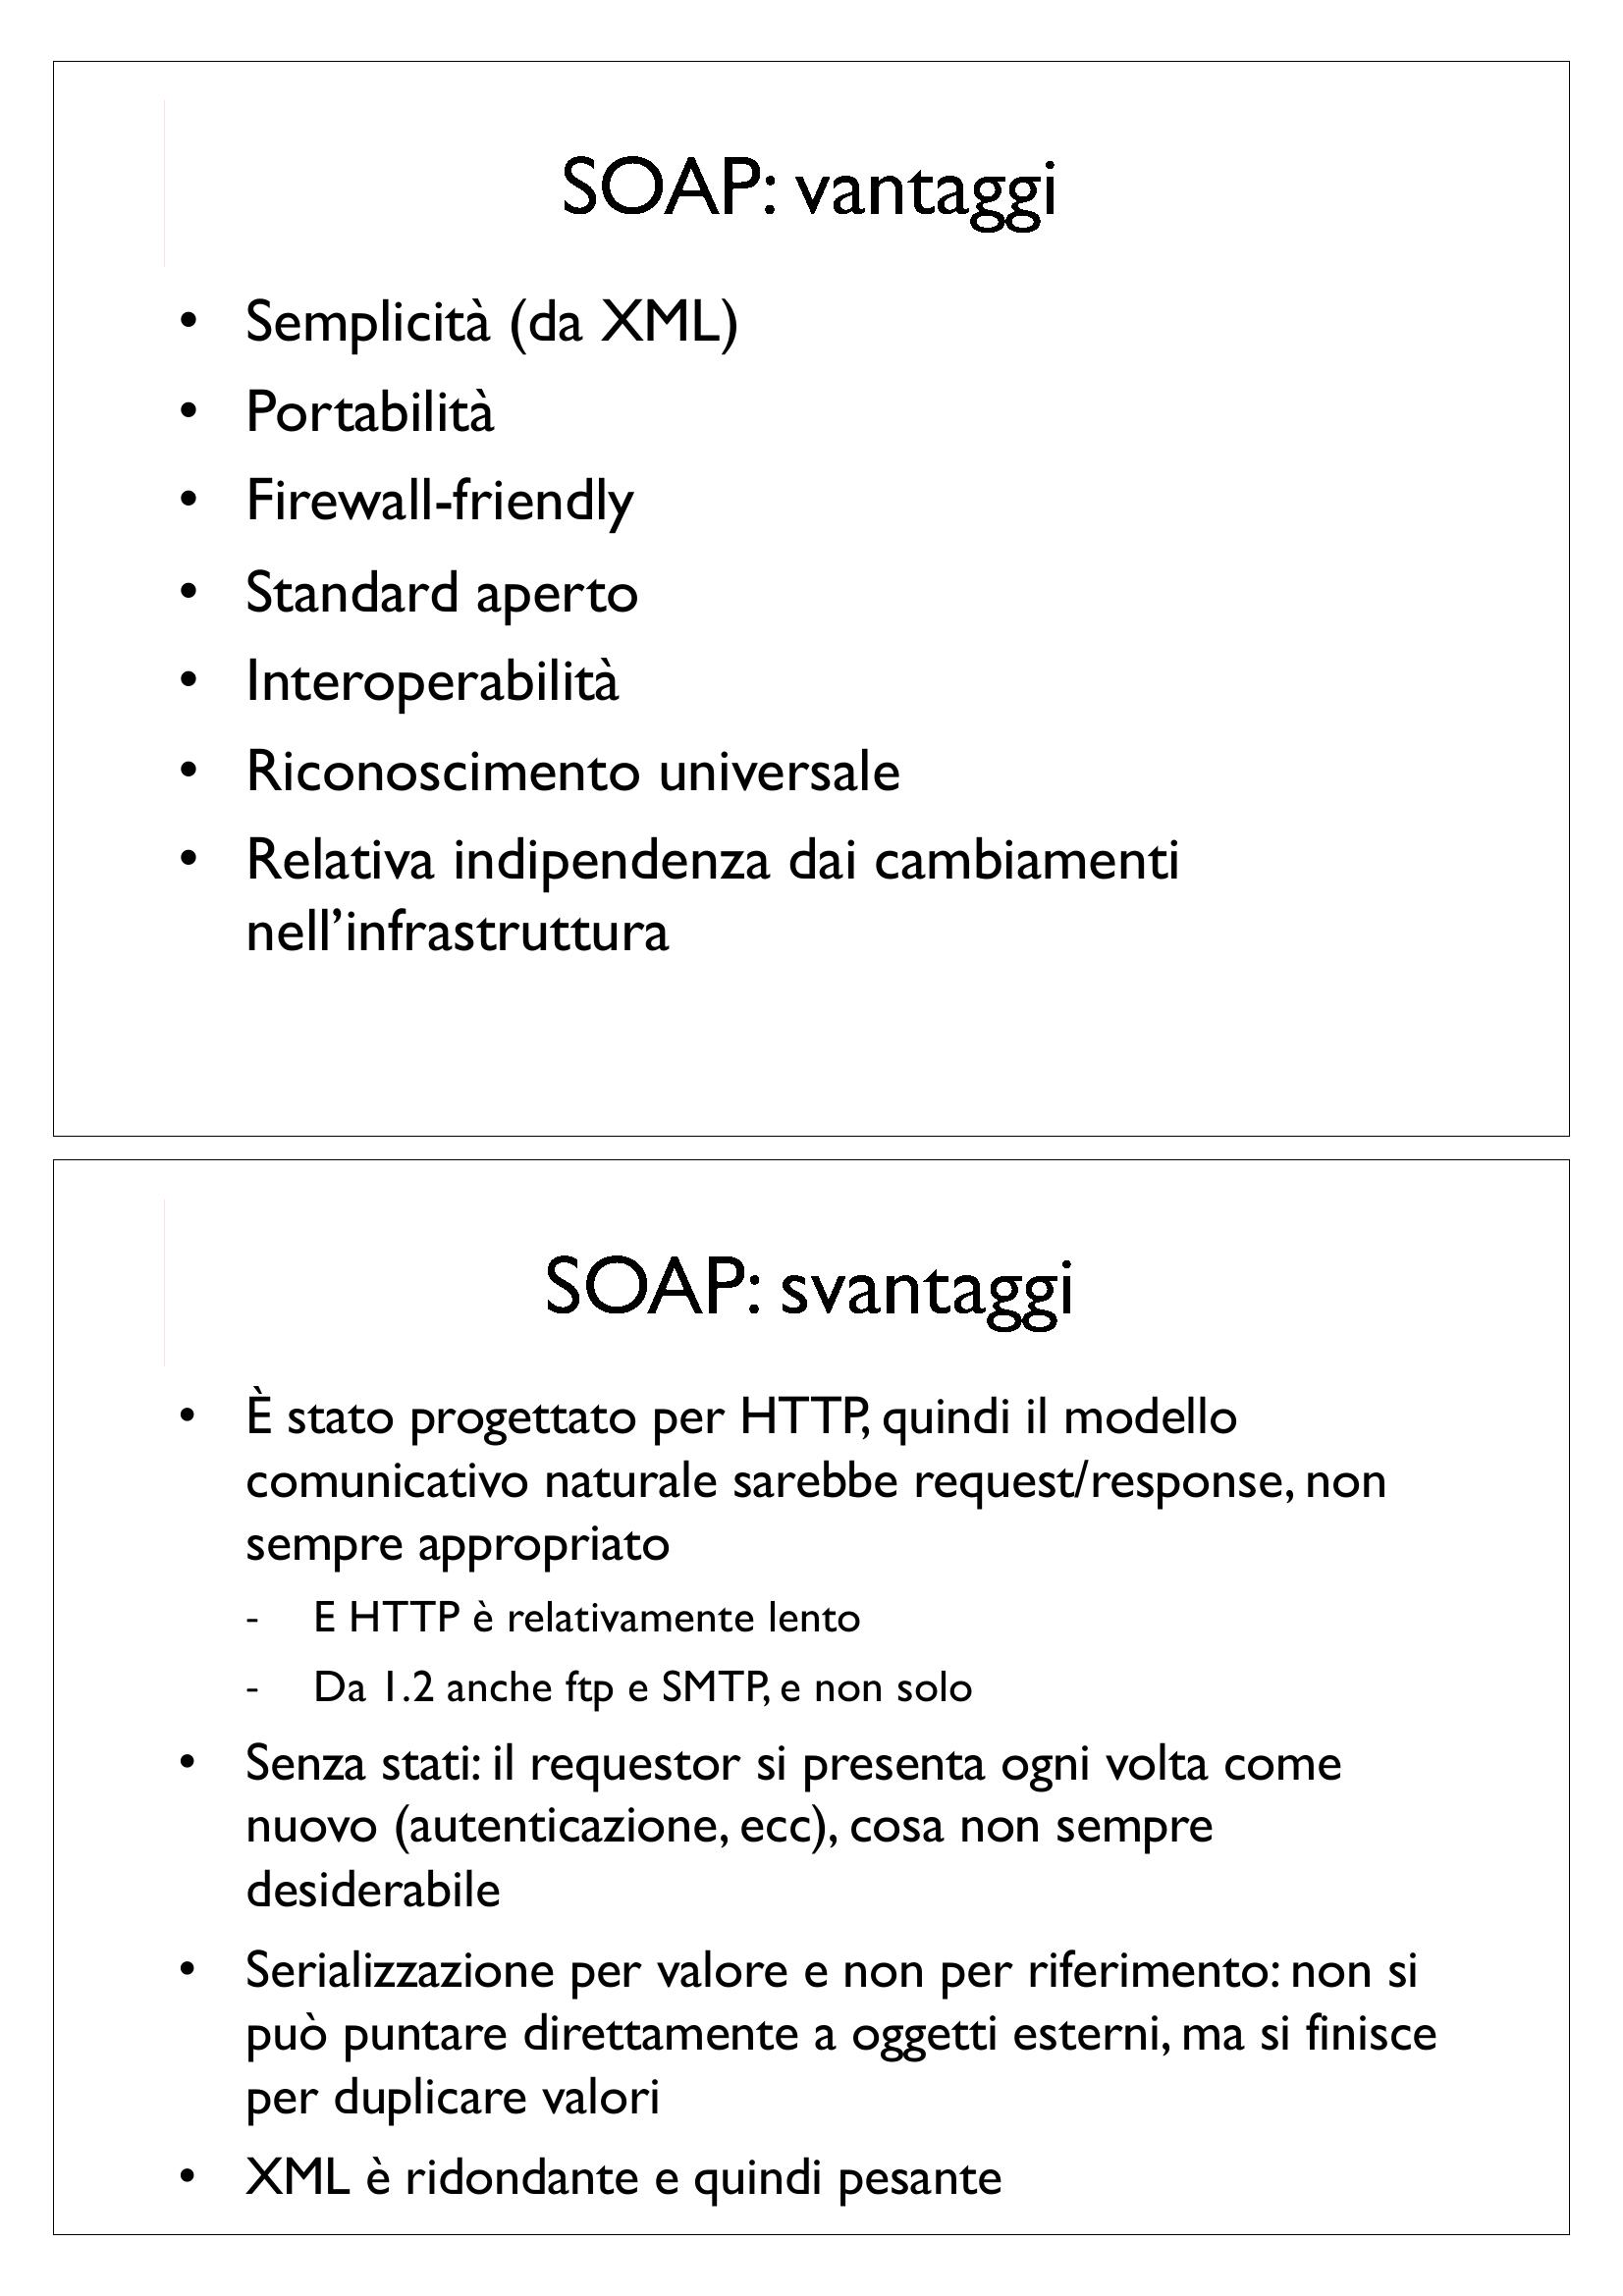 SOAP: vantaggi
• Semplicità (da XML)
• Portabilità
• Firewall-friendly
• Standard aperto
• Interoperabilità
• Riconoscimento universale
• Relativa indipendenza dai cambiamenti
nell’infrastruttura
SOAP: svantaggi
• È stato progettato per HTTP, quindi il modello
comunicativo naturale sarebbe request/response, non
sempre appropriato
- E HTTP è relativamente lento
- Da 1.2 anche ftp e SMTP, e non solo
• Senza stati: il requestor si presenta ogni volta come
nuovo (autenticazione, ecc), cosa non sempre
desiderabile
• Serializzazione per valore e non per riferimento: non si
può puntare direttamente a oggetti esterni, ma si finisce
per duplicare valori
• XML è ridondante e quindi pesante